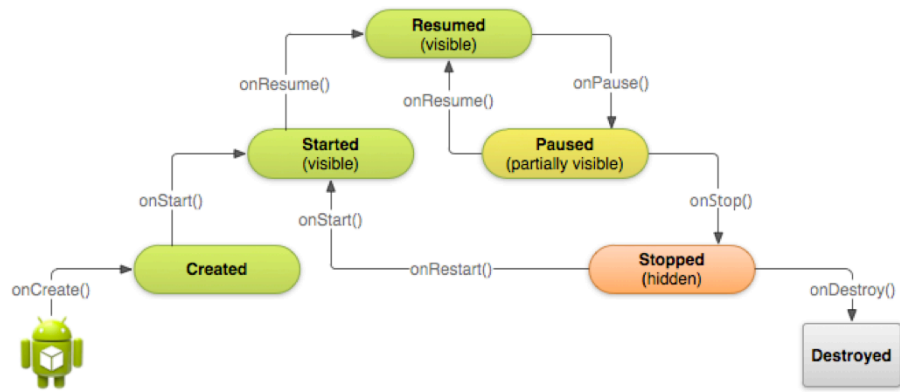 Resumed
(visible)
onResume()
onResume()
onPause()
Started
(visible)
Paused
(partially visible)
onStart()
onStart()
onStop()
Created
onRestart()
Stopped
(hidden)
onCreate()
onDestroy()
Destroyed